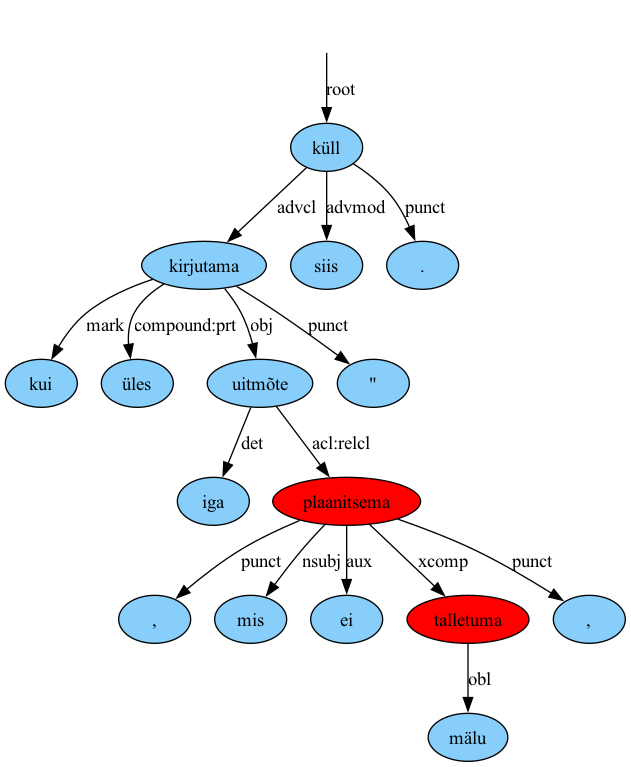 root
küll
advcl advmod punct
kirjutama siis .
mark compound:prt obj punct
kui üles uitmõte "
det acl:relcl
iga plaanitsema
punct nsubj aux xcomp punct
, mis ei talletuma ,
obl
mälu